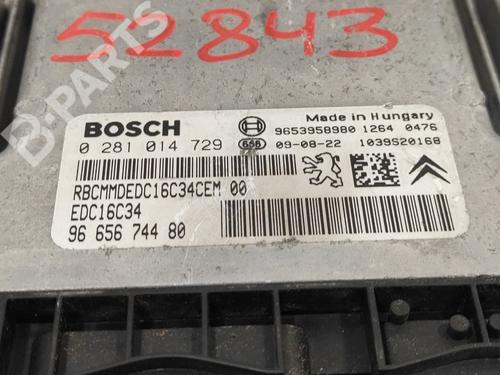 52843
B-PARTS
Made in Hungary
BOSCH
9653958980 1264 0476
0 281 014 729
658 09-08-22 1039S20168
RBCMMDEDC16C34CEM 00
EDC16C34
96 656 744 80